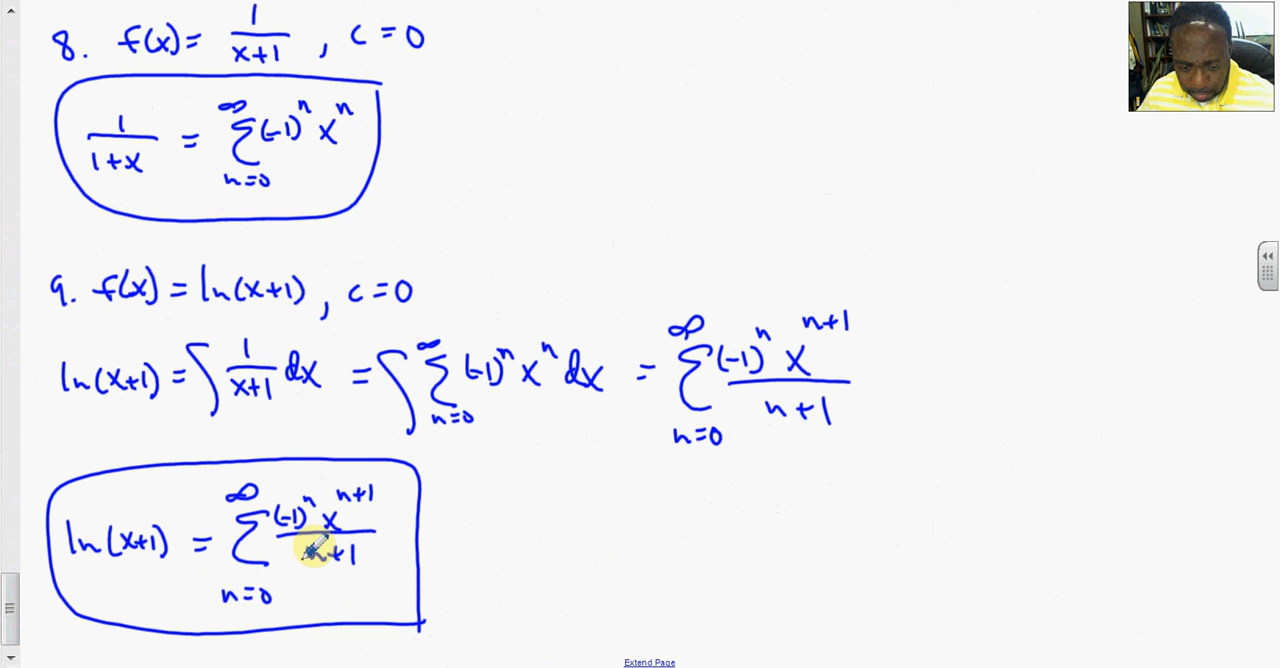 8. f(x) = 1/(x+1) , c = 0
1/(1+x) = ∑_{n=0}^{∞} (-1)^n x^n
9. f(x) = ln(x+1) , c = 0
ln(x+1) = ∫ 1/(x+1) dx = ∫ ∑_{n=0}^{∞} (-1)^n x^n dx = ∑_{n=0}^{∞} (-1)^n x^{n+1}/(n+1)
ln(x+1) = ∑_{n=0}^{∞} (-1)^n x^{n+1}/(n+1)
Extend Page